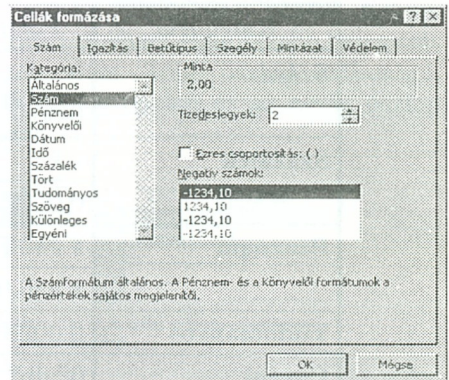 Cellák formázása
Szám
Igazítás
Betűtípus
Szegély
Mintázat
Védelem
Kategória:
Általános
Szám
Pénznem
Könyvelői
Dátum
Idő
Százalék
Tört
Tudományos
Szöveg
Különleges
Egyéni
Minta
2,00
Tizedesjegyek: 2
Ezres csoportosítás: ( )
Negatív számok:
-1234,10
1234,10
-1234,10
-1234,10
A Számformátum általános. A Pénznem- és a Könyvelői formátumok a
pénzértékek sajátos megjelenítői.
OK
Mégse